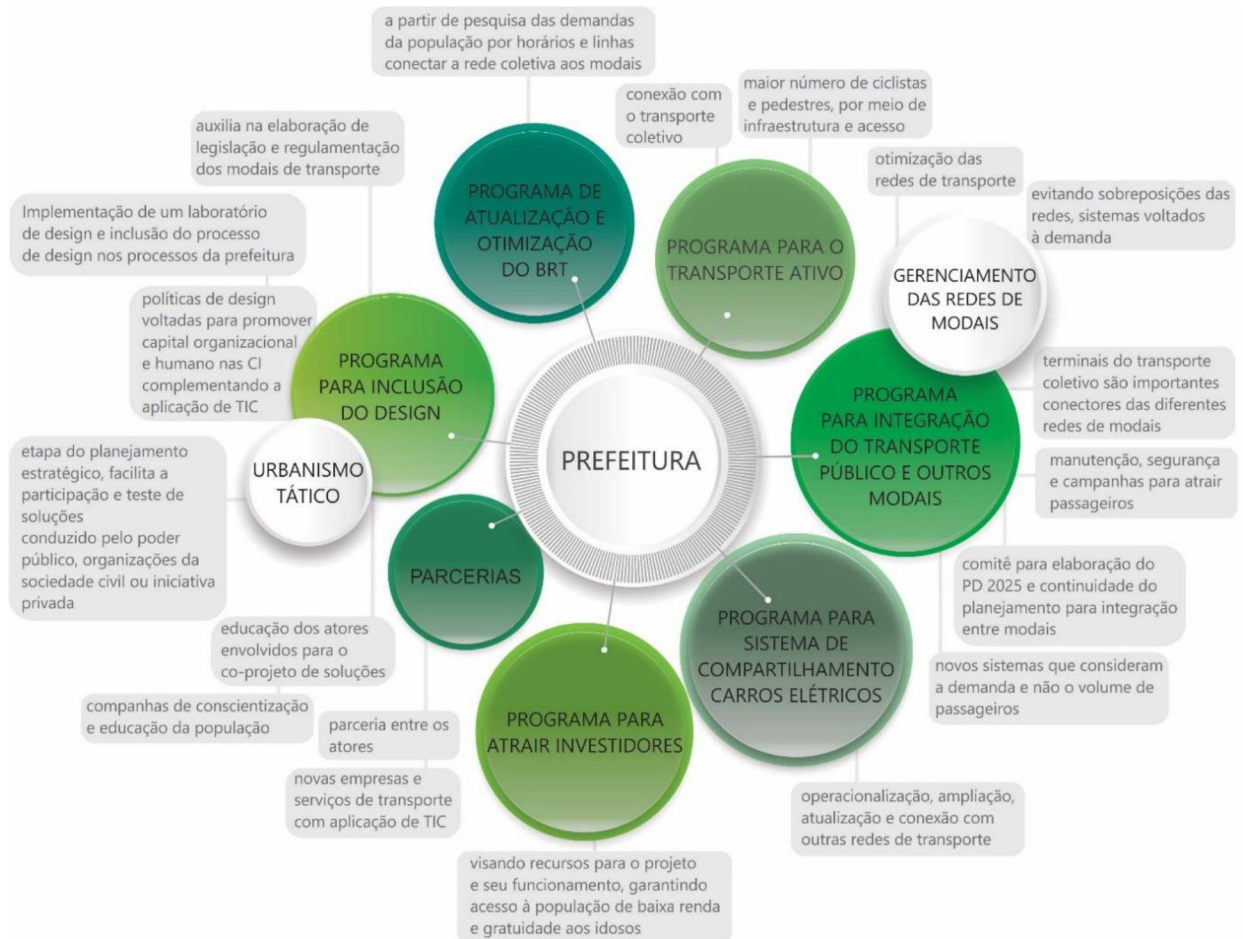 a partir de pesquisa das demandas
da população por horários e linhas
conectar a rede coletiva aos modais
conexão com
o transporte
coletivo
maior número de ciclistas
e pedestres, por meio de
infraestrutura e acesso
auxilia na elaboração de
legislação e regulamentação
dos modais de transporte
otimização das
redes de transporte
evitando sobreposições das
redes, sistemas voltados
à demanda
Implementação de um laboratório
de design e inclusão do processo
de design nos processos da prefeitura
PROGRAMA DE
ATUALIZAÇÃO E
OTIMIZAÇÃO
DO BRT
PROGRAMA PARA O
TRANSPORTE ATIVO
GERENCIAMENTO
DAS REDES DE
MODAIS
políticas de design
voltadas para promover
capital organizacional
e humano nas CI
complementando a
aplicação de TIC
PROGRAMA
PARA INCLUSÃO
DO DESIGN
PREFEITURA
PROGRAMA
PARA INTEGRAÇÃO
DO TRANSPORTE
PÚBLICO E OUTROS
MODAIS
terminais do transporte
coletivo são importantes
conectores das diferentes
redes de modais
etapa do planejamento
estratégico, facilita a
participação e teste de
soluções
conduzido pelo poder
público, organizações da
sociedade civil ou iniciativa
privada
URBANISMO
TÁTICO
manutenção, segurança
e campanhas para atrair
passageiros
PARCERIAS
comitê para elaboração do
PD 2025 e continuidade do
planejamento para integração
entre modais
PROGRAMA PARA
SISTEMA DE
COMPARTILHAMENTO
CARROS ELÉTRICOS
educação dos atores
envolvidos para o
co-projeto de soluções
novos sistemas que consideram
a demanda e não o volume de
passageiros
companhas de conscientização
e educação da população
parceria entre os
atores
PROGRAMA PARA
ATRAIR INVESTIDORES
novas empresas e
serviços de transporte
com aplicação de TIC
operacionalização, ampliação,
atualização e conexão com
outras redes de transporte
visando recursos para o projeto
e seu funcionamento, garantindo
acesso à população de baixa renda
e gratuidade aos idosos